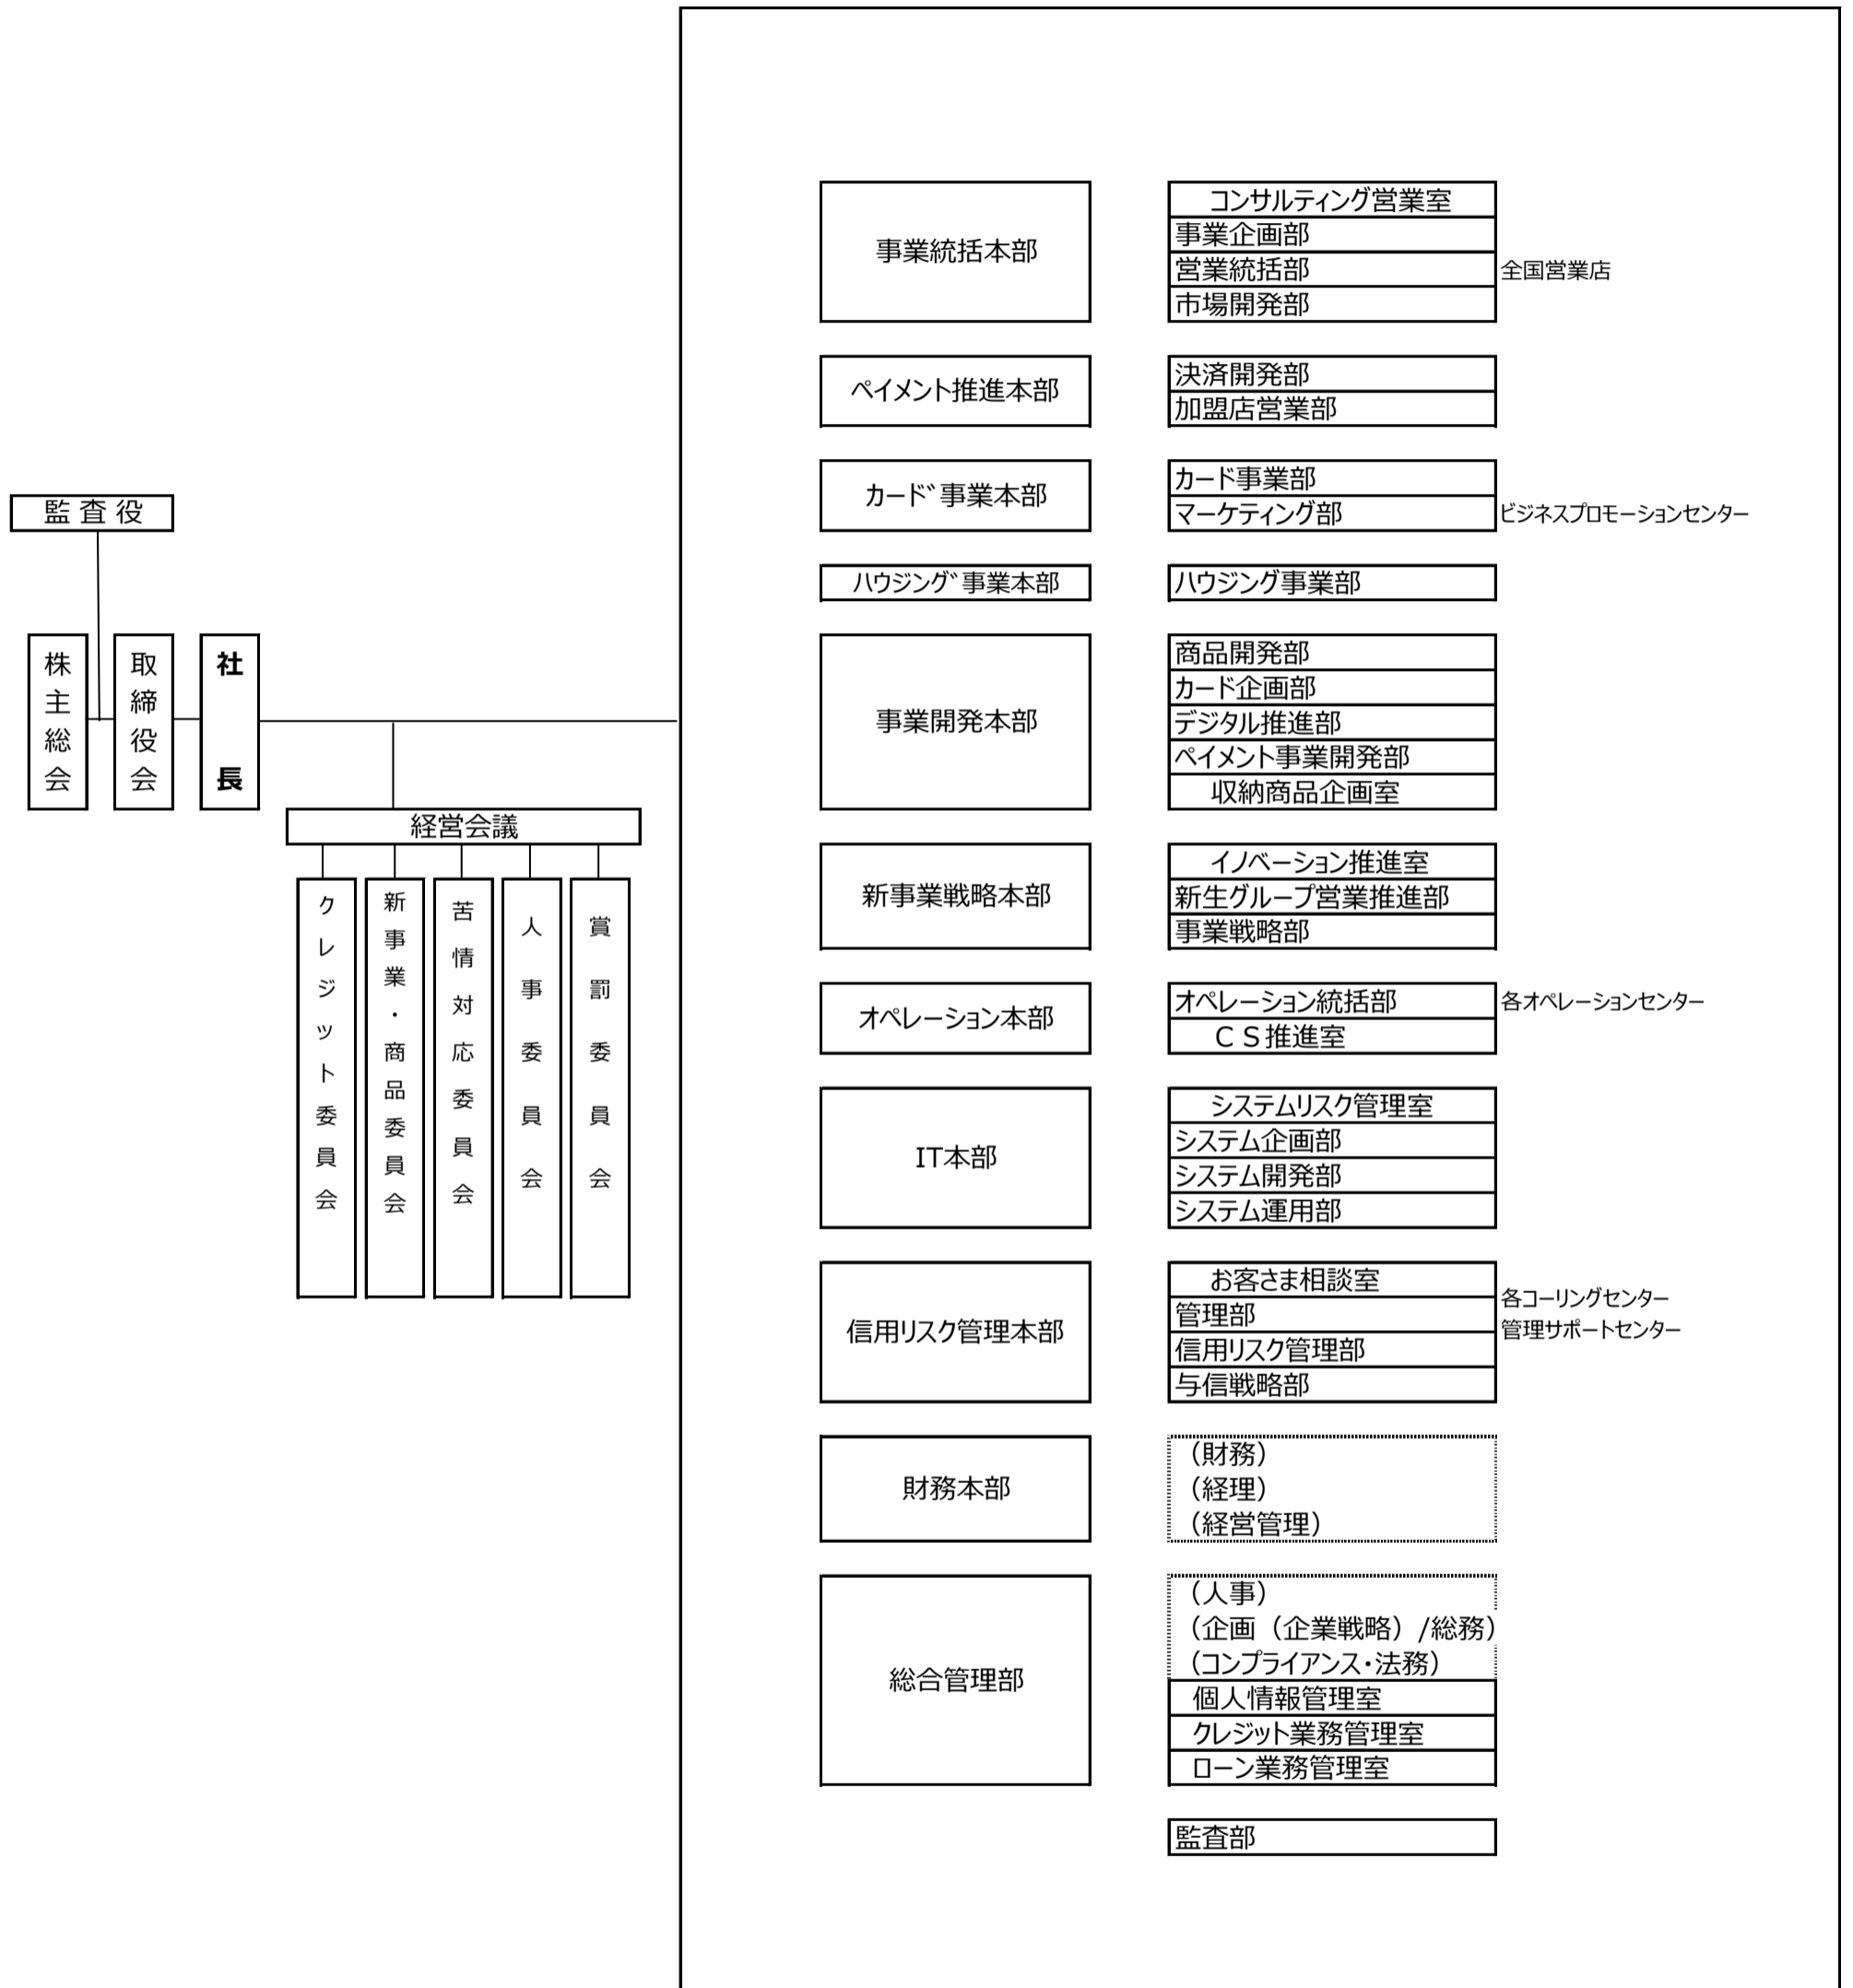 監査役
株主総会
取締役会
社長
経営会議
クレジット委員会
新事業・商品委員会
苦情対応委員会
人事委員会
賞罰委員会
事業統括本部
コンサルティング営業室
事業企画部
営業統括部 全国営業店
市場開発部
ペイメント推進本部
決済開発部
加盟店営業部
カート゛事業本部
カード事業部
マーケティング部 ビジネスプロモーションセンター
ハウジング゛事業本部
ハウジング事業部
事業開発本部
商品開発部
カード企画部
デジタル推進部
ペイメント事業開発部
収納商品企画室
新事業戦略本部
イノベーション推進室
新生グループ営業推進部
事業戦略部
オペレーション本部
オペレーション統括部 各オペレーションセンター
ＣＳ推進室
IT本部
システムリスク管理室
システム企画部
システム開発部
システム運用部
信用リスク管理本部
お客さま相談室
各コーリングセンター
管理部
管理サポートセンター
信用リスク管理部
与信戦略部
財務本部
（財務）
（経理）
（経営管理）
総合管理部
（人事）
（企画（企業戦略）/総務）
（コンプライアンス・法務）
個人情報管理室
クレジット業務管理室
ローン業務管理室
監査部